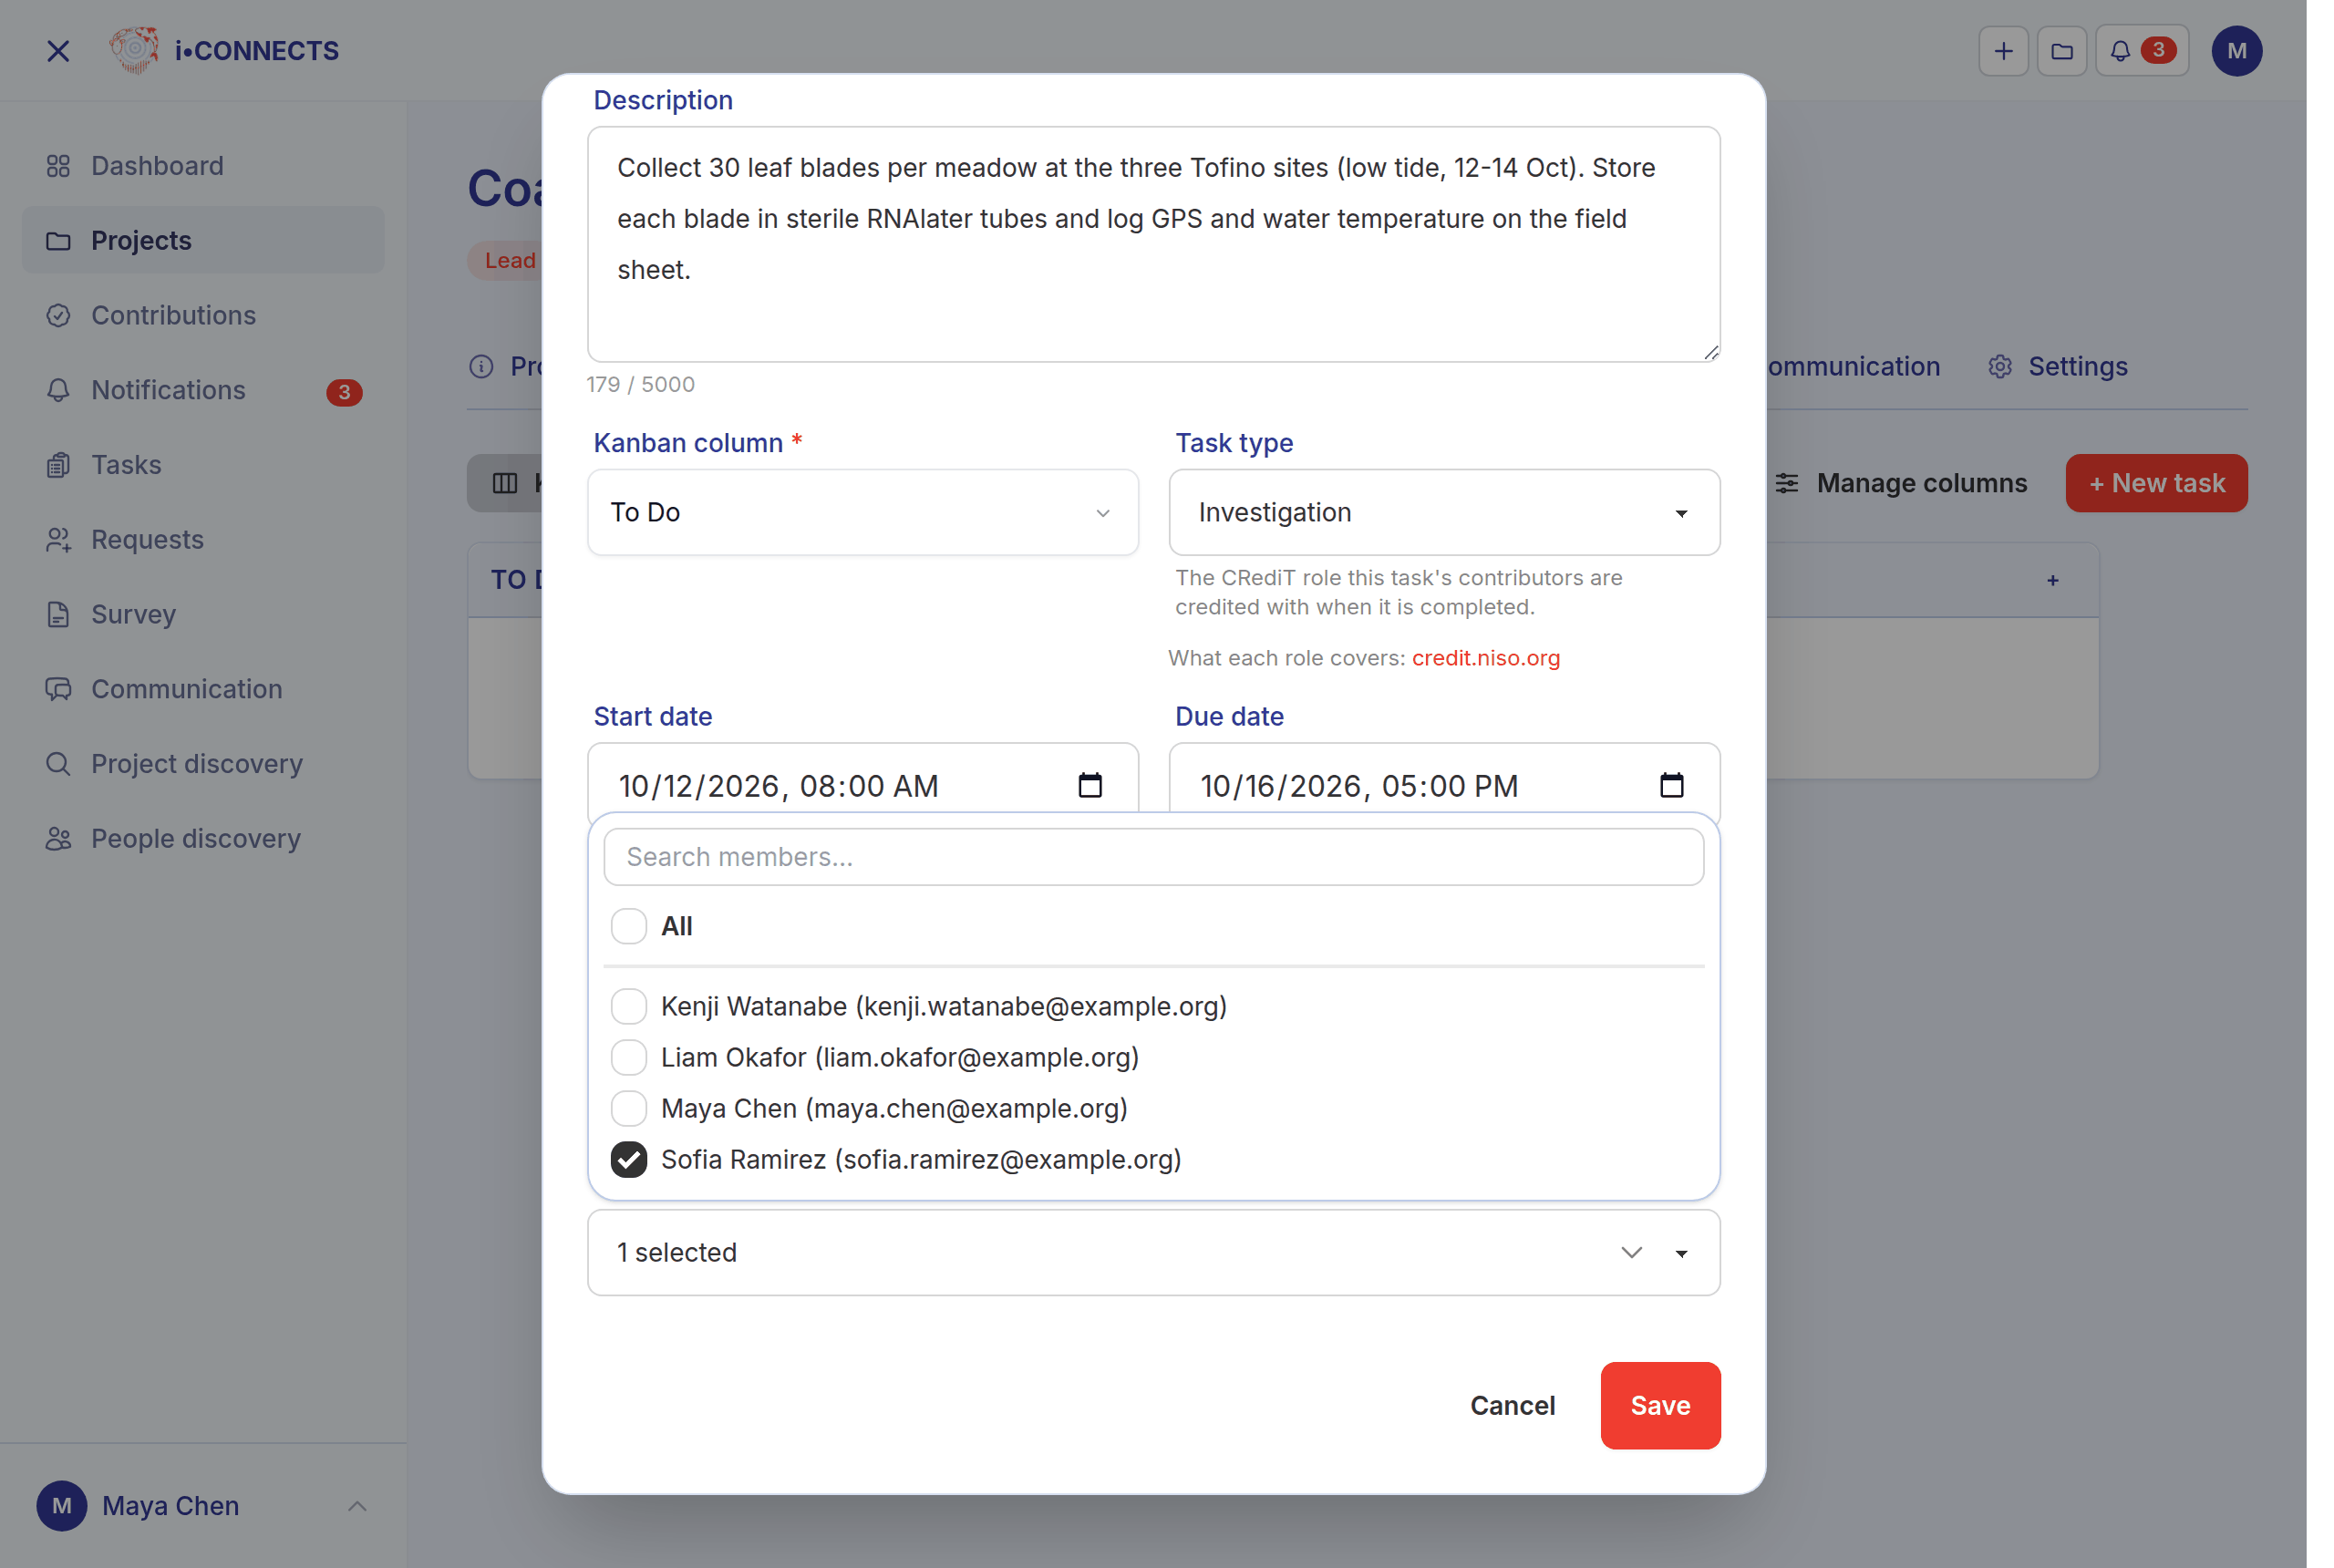 i•CONNECTS
3
M
Dashboard
Projects
Contributions
Notifications
3
Tasks
Requests
Survey
Communication
Project discovery
People discovery
M
Maya Chen
Lead
Settings
Manage columns
+ New task
+
Description
Collect 30 leaf blades per meadow at the three Tofino sites (low tide, 12-14 Oct). Store
each blade in sterile RNAlater tubes and log GPS and water temperature on the field
sheet.
179 / 5000
Kanban column *
To Do
Task type
Investigation
The CRediT role this task's contributors are
credited with when it is completed.
What each role covers: credit.niso.org
Start date
10/12/2026, 08:00 AM
Due date
10/16/2026, 05:00 PM
Search members...
All
Kenji Watanabe (kenji.watanabe@example.org)
Liam Okafor (liam.okafor@example.org)
Maya Chen (maya.chen@example.org)
Sofia Ramirez (sofia.ramirez@example.org)
1 selected
Cancel
Save